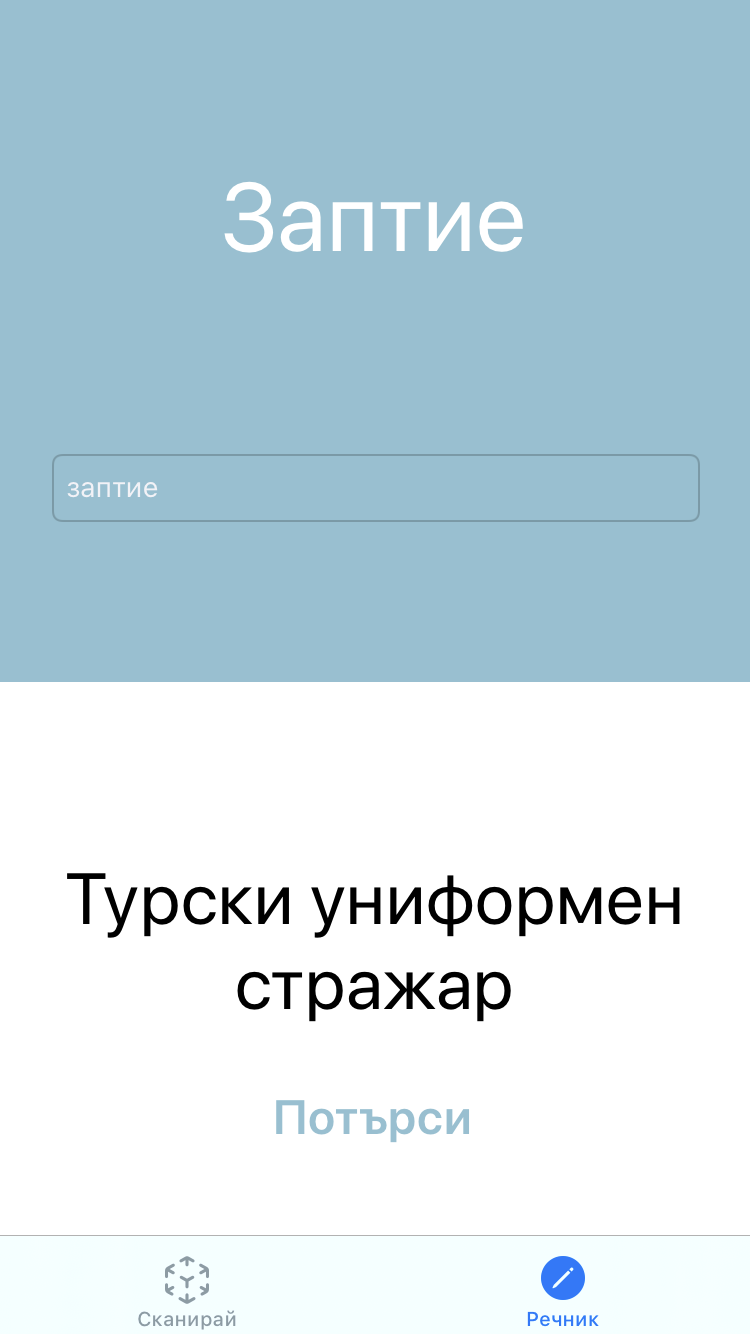 Заптие
заптие
Турски униформен
стражар
Потърси
Сканирай
Речник